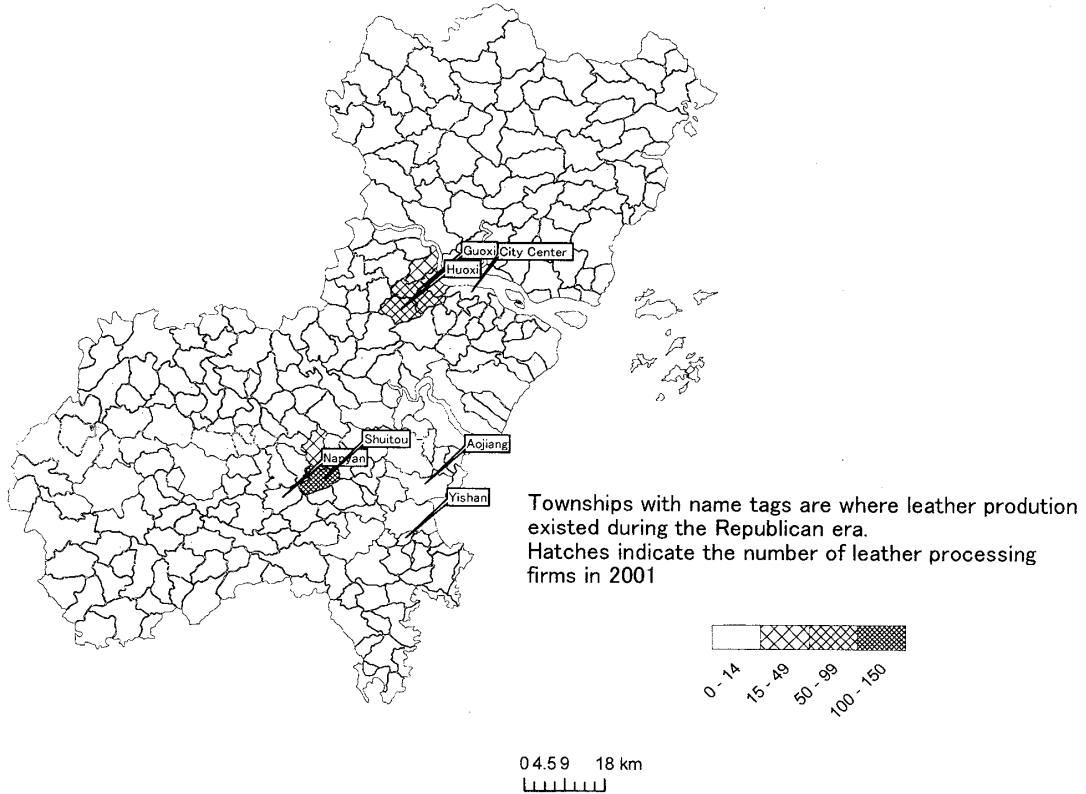 Guoxi
City Center
Huoxi
Shuitou
Aojiang
Nanyan
Yishan
Townships with name tags are where leather prodution
existed during the Republican era.
Hatches indicate the number of leather processing
firms in 2001
0 - 14
15 - 49
50 - 99
100 - 150
0 4.5 9 18 km